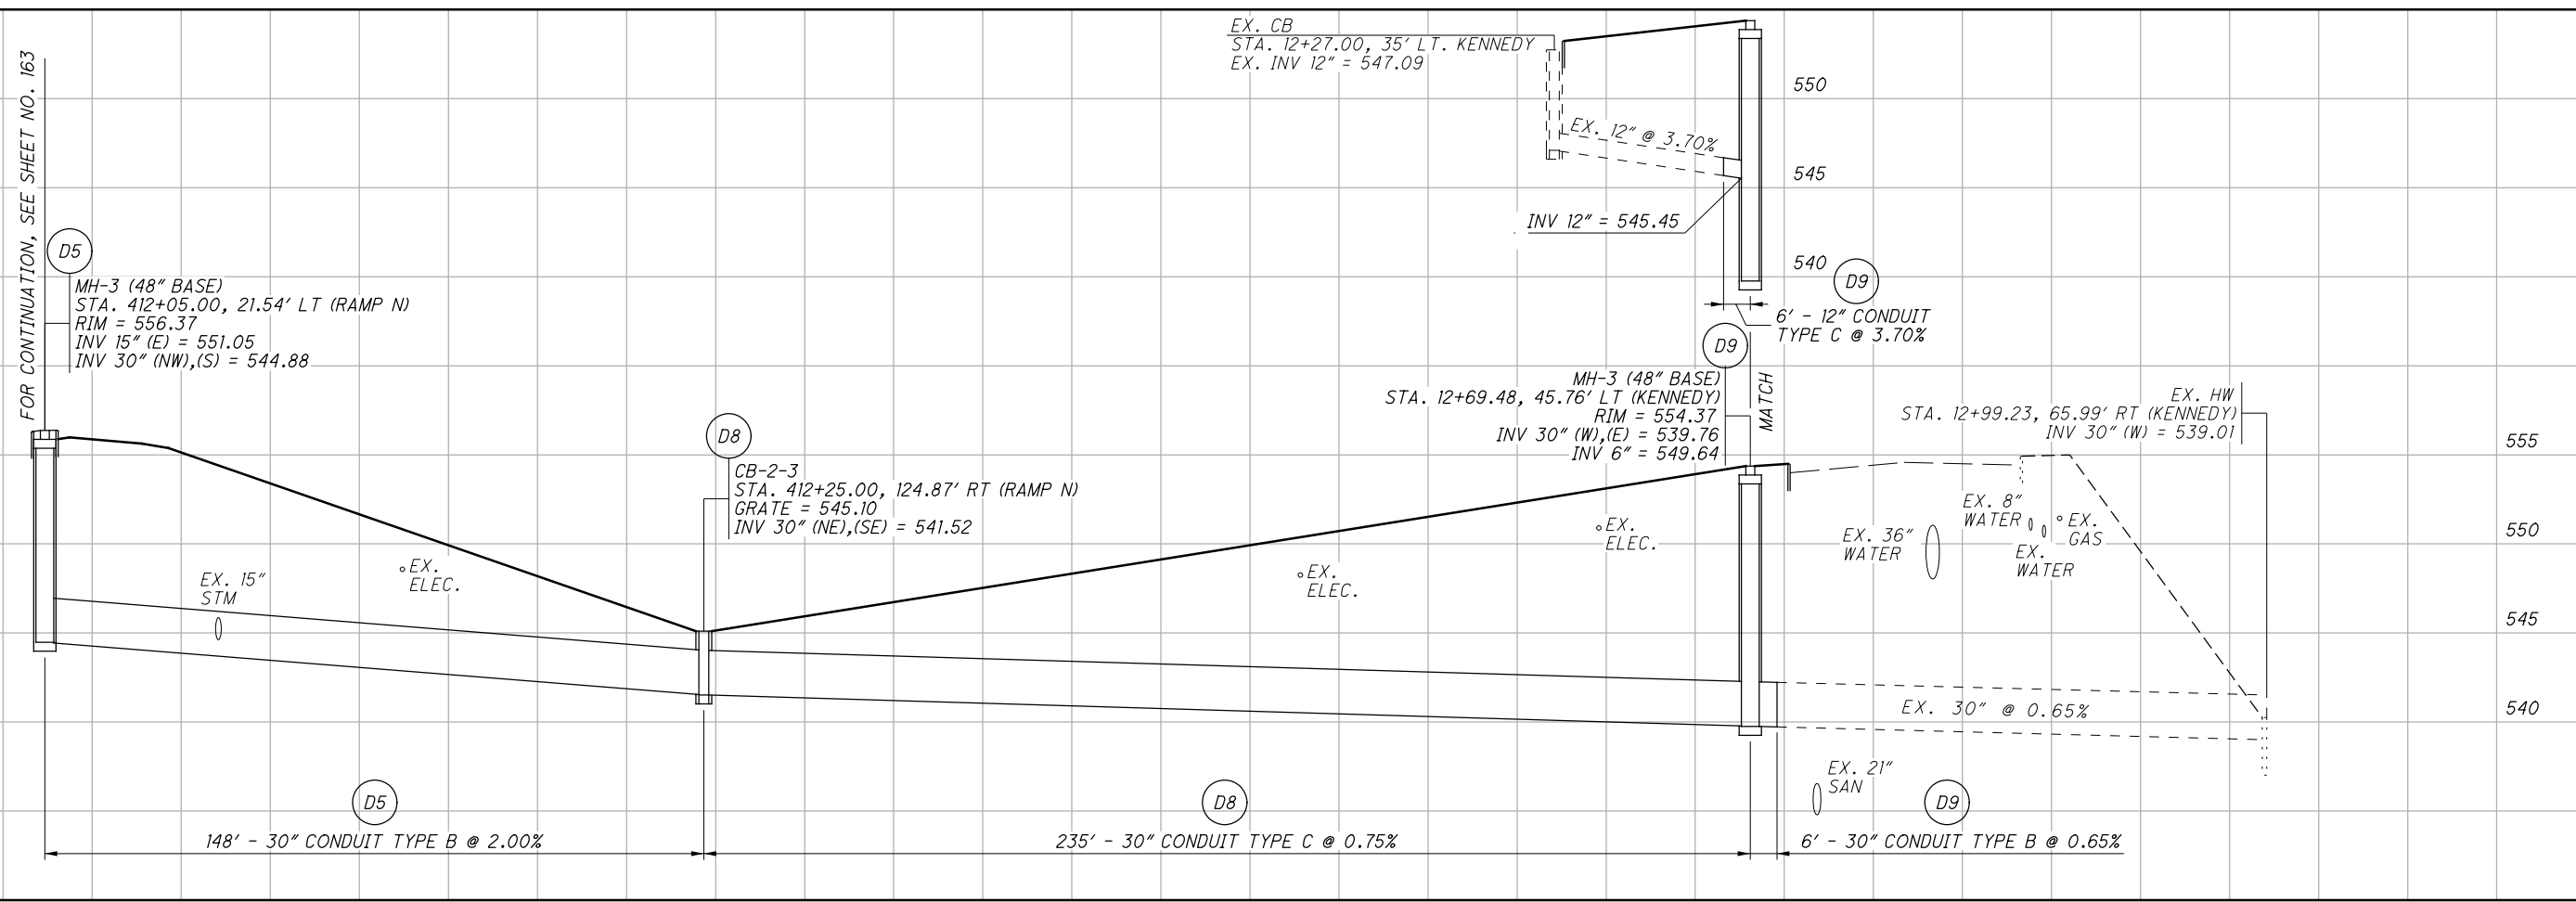 FOR CONTINUATION, SEE SHEET NO. 163
D5
MH-3 (48" BASE)
STA. 412+05.00, 21.54' LT (RAMP N)
RIM = 556.37
INV 15" (E) = 551.05
INV 30" (NW),(S) = 544.88
EX. CB
STA. 12+27.00, 35' LT. KENNEDY
EX. INV 12" = 547.09
EX. 12" @ 3.70%
INV 12" = 545.45
550
545
540
D9
6' - 12" CONDUIT
TYPE C @ 3.70%
D9
MH-3 (48" BASE)
STA. 12+69.48, 45.76' LT (KENNEDY)
RIM = 554.37
INV 30" (W),(E) = 539.76
INV 6" = 549.64
MATCH
EX. HW
STA. 12+99.23, 65.99' RT (KENNEDY)
INV 30" (W) = 539.01
D8
CB-2-3
STA. 412+25.00, 124.87' RT (RAMP N)
GRATE = 545.10
INV 30" (NE),(SE) = 541.52
EX. 15"
STM
EX.
ELEC.
EX.
ELEC.
EX.
ELEC.
EX. 36"
WATER
EX. 8"
WATER
EX.
WATER
EX.
GAS
555
550
545
540
EX. 30" @ 0.65%
EX. 21"
SAN
D5
148' - 30" CONDUIT TYPE B @ 2.00%
D8
235' - 30" CONDUIT TYPE C @ 0.75%
D9
6' - 30" CONDUIT TYPE B @ 0.65%